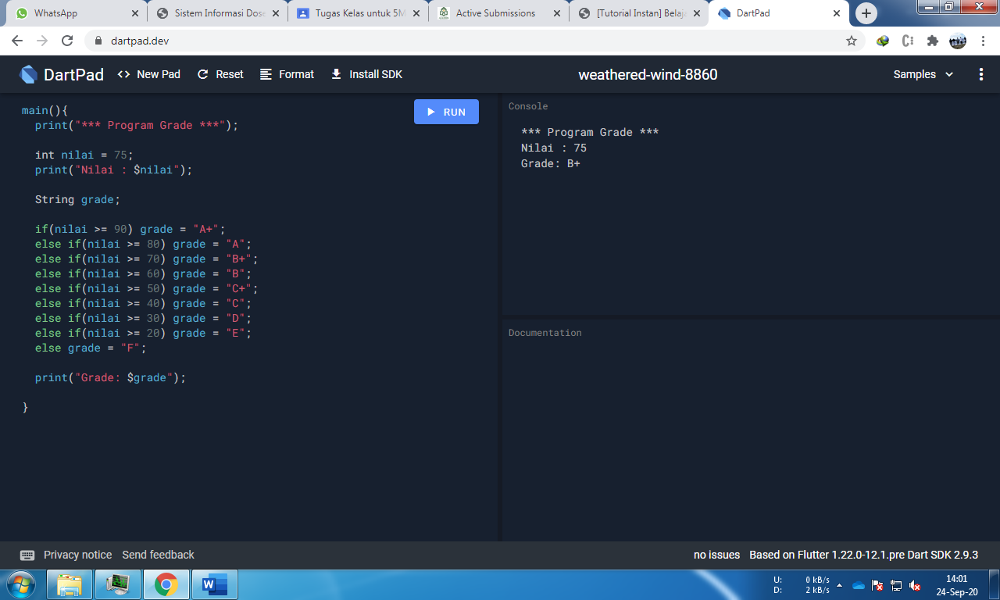 WhatsApp
Sistem Informasi Dose
Tugas Kelas untuk 5M
Active Submissions
[Tutorial Instan] Belaja
DartPad
dartpad.dev
DartPad
<> New Pad
Reset
Format
Install SDK
weathered-wind-8860
Samples
main(){
  print("*** Program Grade ***");
  int nilai = 75;
  print("Nilai : $nilai");
  String grade;
  if(nilai >= 90) grade = "A+";
  else if(nilai >= 80) grade = "A";
  else if(nilai >= 70) grade = "B+";
  else if(nilai >= 60) grade = "B";
  else if(nilai >= 50) grade = "C+";
  else if(nilai >= 40) grade = "C";
  else if(nilai >= 30) grade = "D";
  else if(nilai >= 20) grade = "E";
  else grade = "F";
  print("Grade: $grade");
}
RUN
Console
*** Program Grade ***
Nilai : 75
Grade: B+
Documentation
Privacy notice
Send feedback
no issues
Based on Flutter 1.22.0-12.1.pre Dart SDK 2.9.3
U: 0 kB/s
D: 2 kB/s
14:01
24-Sep-20